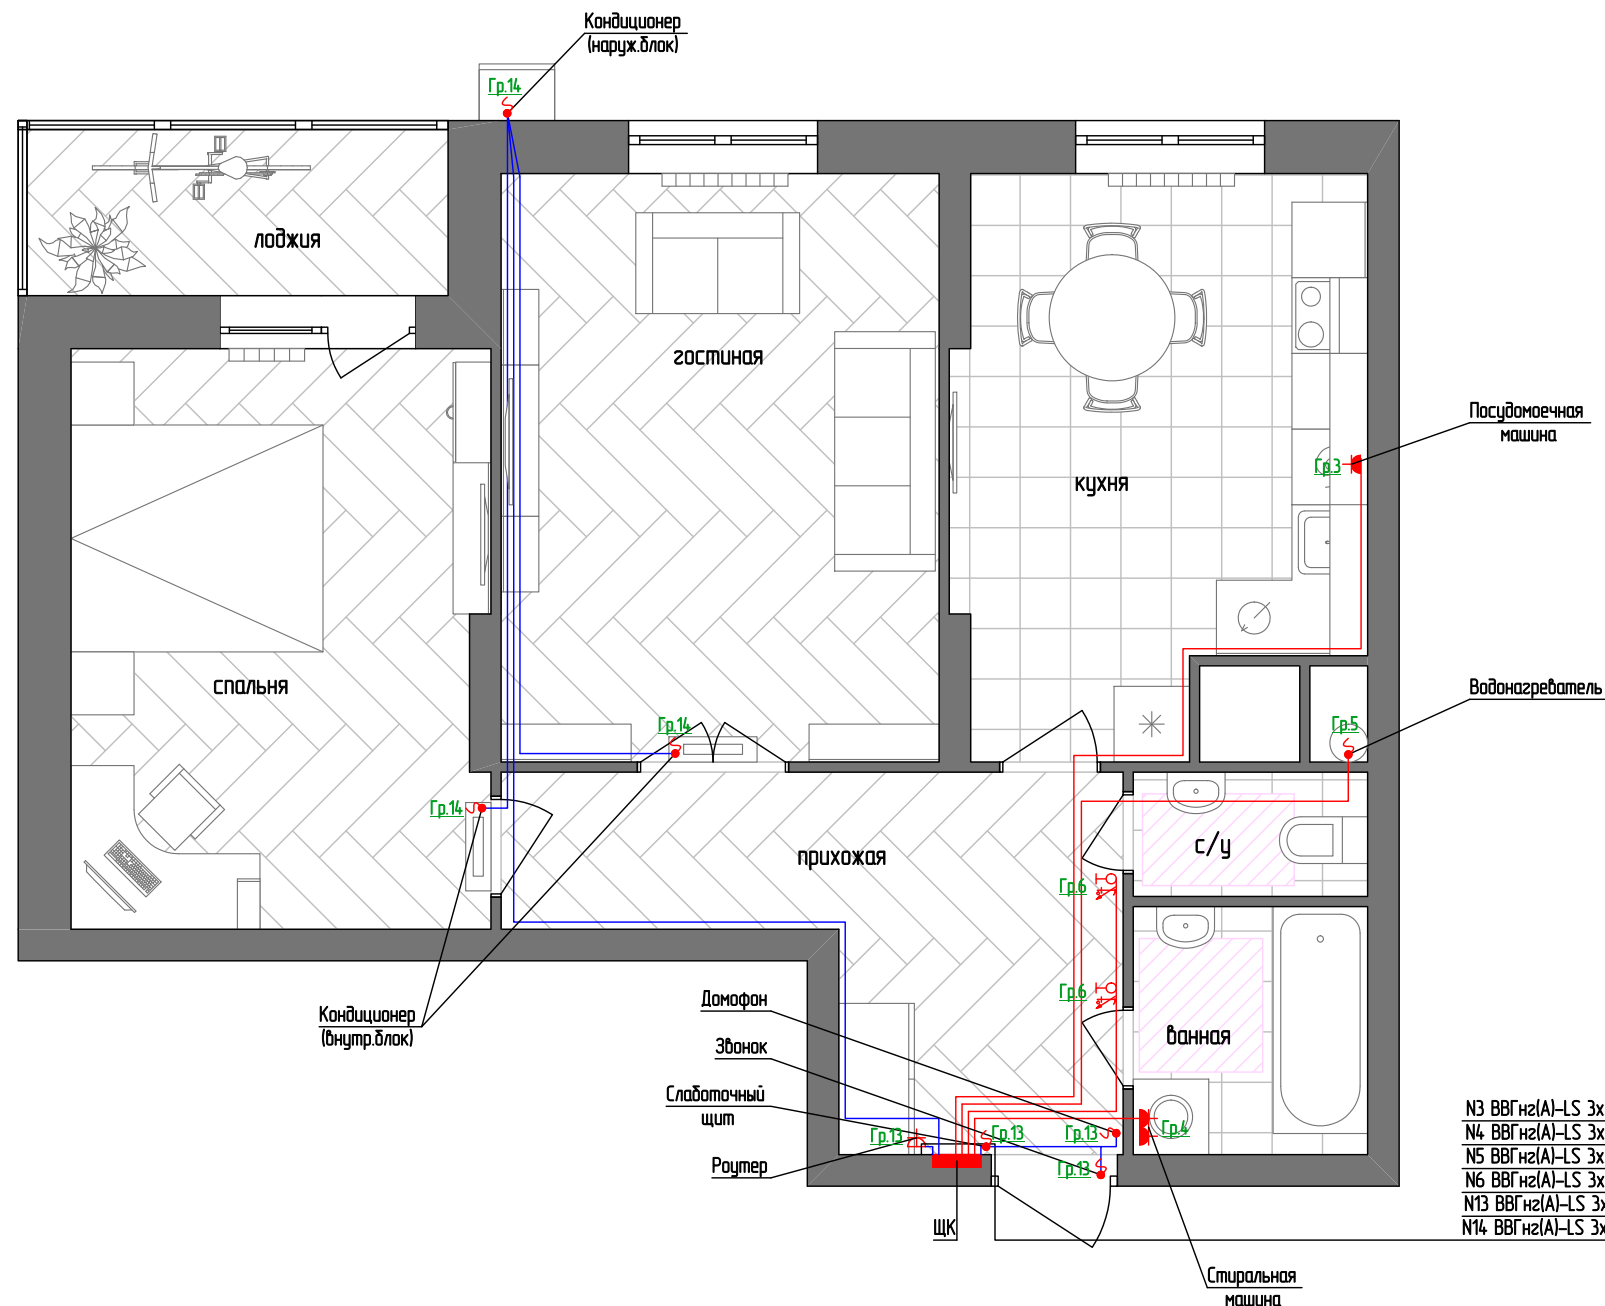 Кондиционер
(наруж.блок)
Гр.14
лоджия
гостиная
Посудомоечная
машина
Гр.3
кухня
спальня
Водонагреватель
Гр.14
Гр.5
Гр.14
с/у
прихожая
Гр.6
Гр.6
Домофон
Кондиционер
(внутр.блок)
Звонок
ванная
Слаботочный
щит
Гр.13
Гр.13
Гр.13
Гр.4
Роутер
Гр.13
ЩК
N3 ВВГнг(А)-LS 3х
N4 ВВГнг(А)-LS 3х
N5 ВВГнг(А)-LS 3х
N6 ВВГнг(А)-LS 3х
N13 ВВГнг(А)-LS 3х
N14 ВВГнг(А)-LS 3х
Стиральная
машина